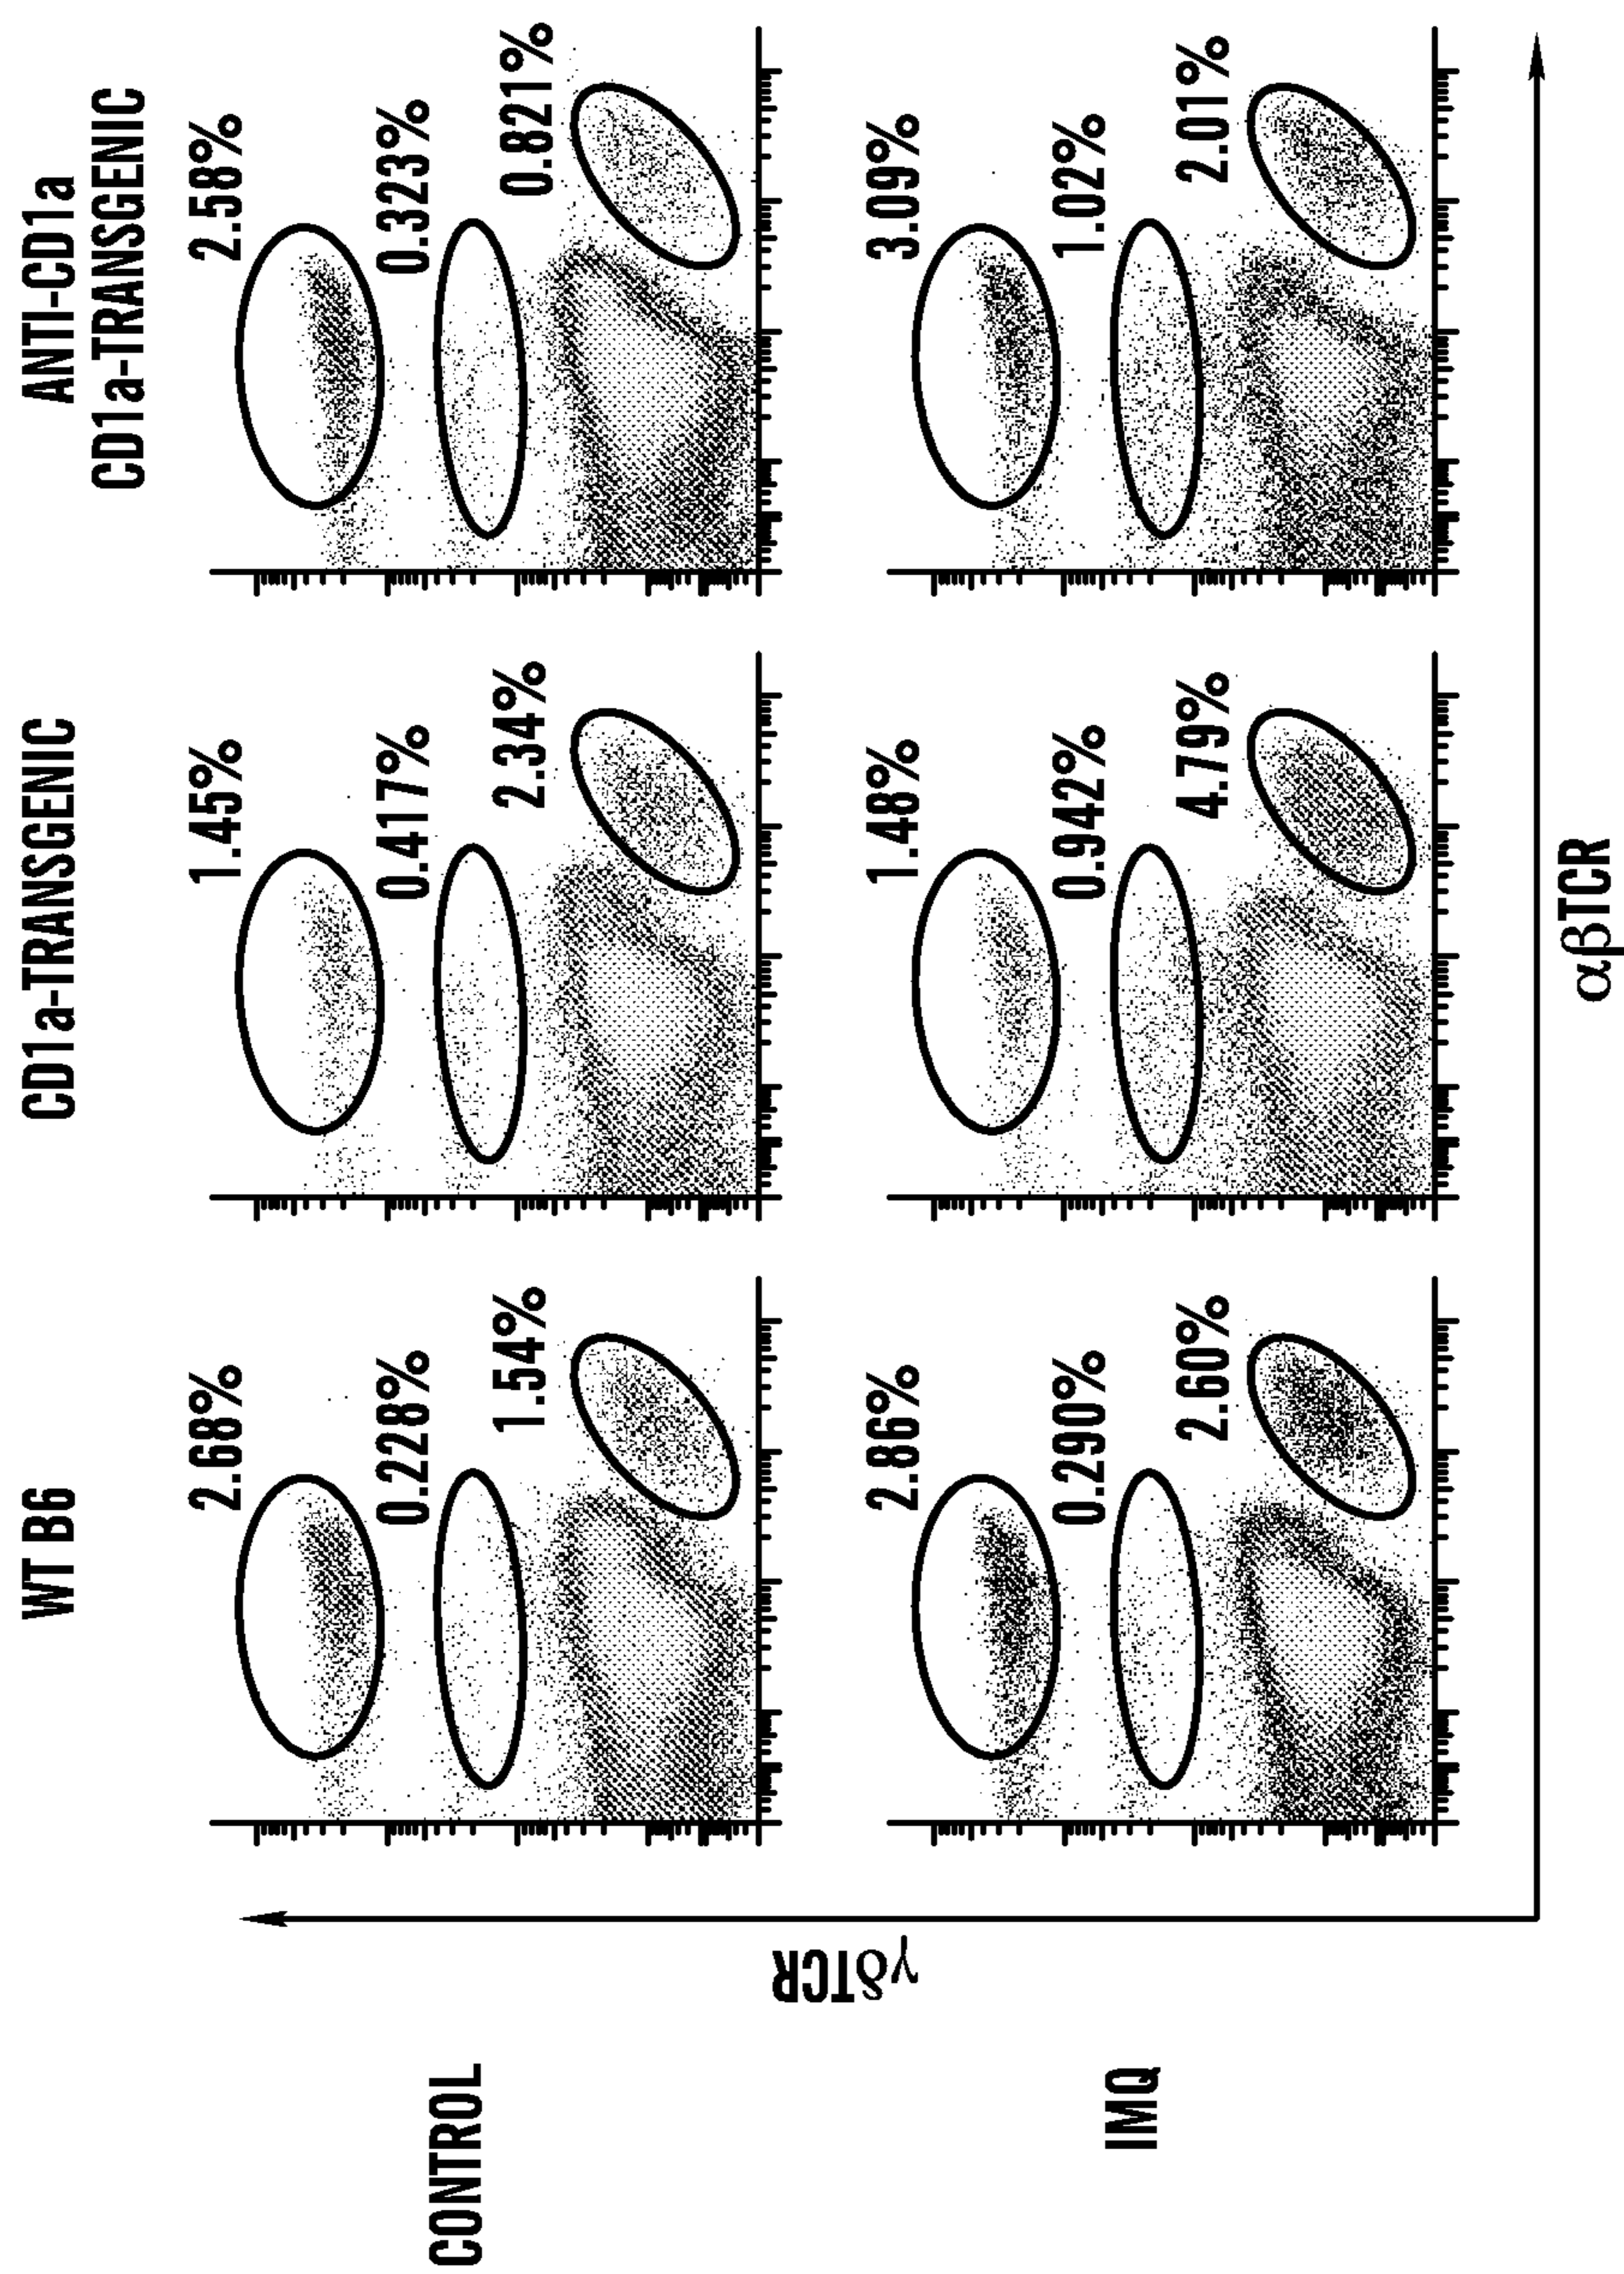 WT B6
CD1a-TRANSGENIC
ANTI-CD1a
CD1a-TRANSGENIC
CONTROL
2.68%
0.228%
1.54%
1.45%
0.417%
2.34%
2.58%
0.323%
0.821%
γδTCR
IMQ
2.86%
0.290%
2.60%
1.48%
0.942%
4.79%
3.09%
1.02%
2.01%
αβTCR